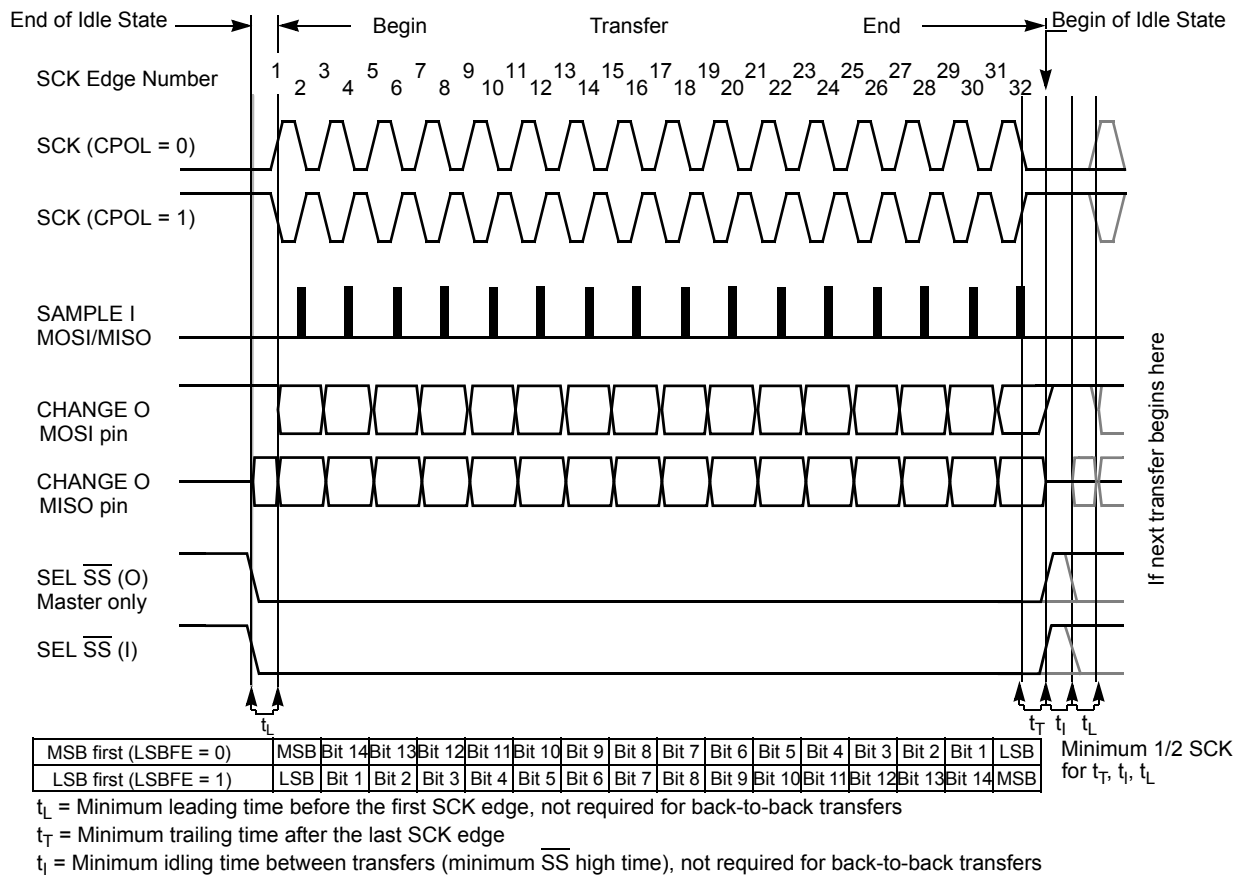 End of Idle State Begin Transfer End Begin of Idle State
SCK Edge Number 1 2 3 4 5 6 7 8 9 10 11 12 13 14 15 16 17 18 19 20 21 22 23 24 25 26 27 28 29 30 31 32
SCK (CPOL = 0)
SCK (CPOL = 1)
SAMPLE I
MOSI/MISO
CHANGE O
MOSI pin
CHANGE O
MISO pin
SEL SS (O)
Master only
SEL SS (I)
If next transfer begins here
tL tT tI tL
MSB first (LSBFE = 0) MSB Bit 14 Bit 13 Bit 12 Bit 11 Bit 10 Bit 9 Bit 8 Bit 7 Bit 6 Bit 5 Bit 4 Bit 3 Bit 2 Bit 1 LSB
LSB first (LSBFE = 1) LSB Bit 1 Bit 2 Bit 3 Bit 4 Bit 5 Bit 6 Bit 7 Bit 8 Bit 9 Bit 10 Bit 11 Bit 12 Bit 13 Bit 14 MSB
Minimum 1/2 SCK
for tT, tI, tL
tL = Minimum leading time before the first SCK edge, not required for back-to-back transfers
tT = Minimum trailing time after the last SCK edge
tI = Minimum idling time between transfers (minimum SS high time), not required for back-to-back transfers